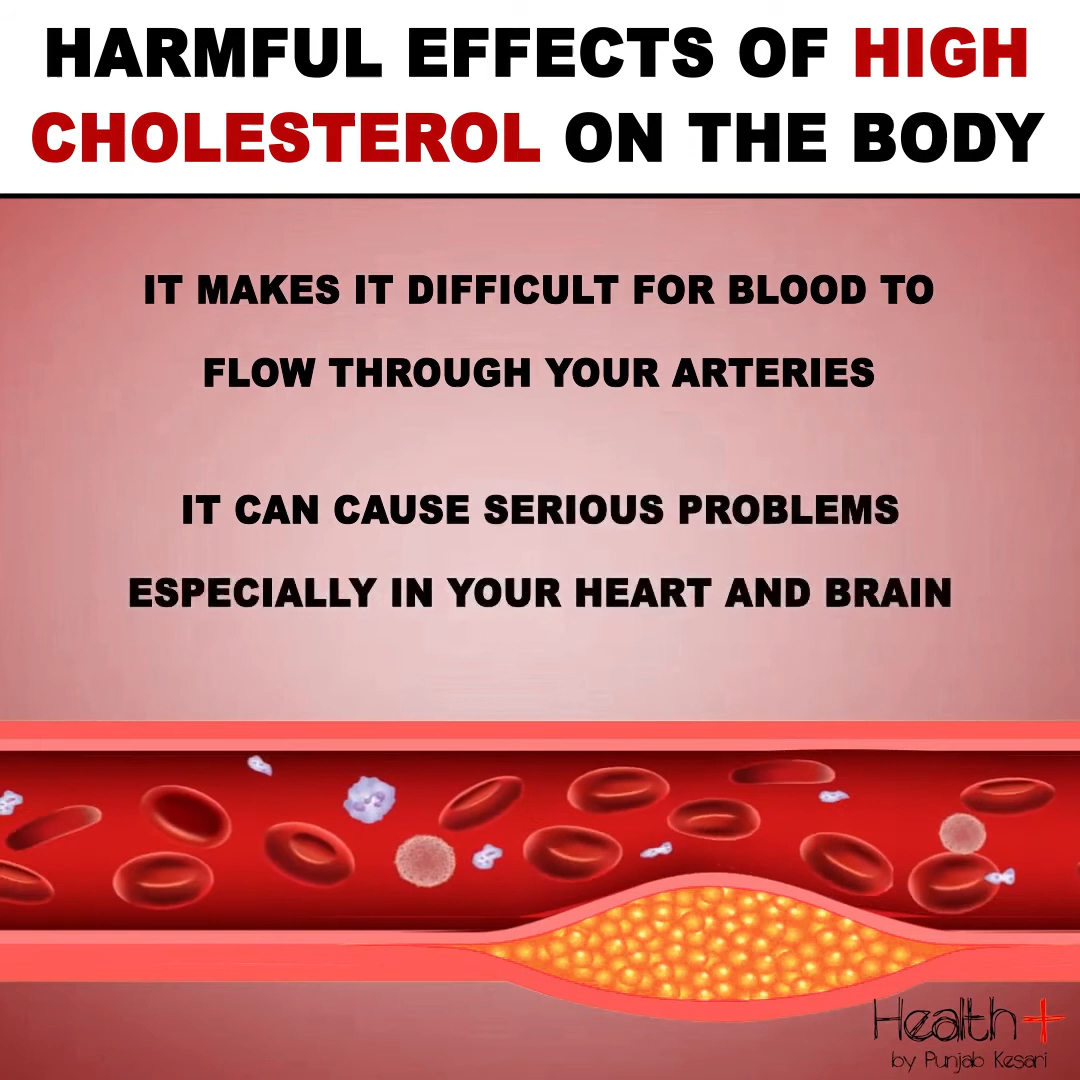 HARMFUL EFFECTS OF HIGH
CHOLESTEROL ON THE BODY
IT MAKES IT DIFFICULT FOR BLOOD TO
FLOW THROUGH YOUR ARTERIES
IT CAN CAUSE SERIOUS PROBLEMS
ESPECIALLY IN YOUR HEART AND BRAIN
Health+
by Punjab Kesari